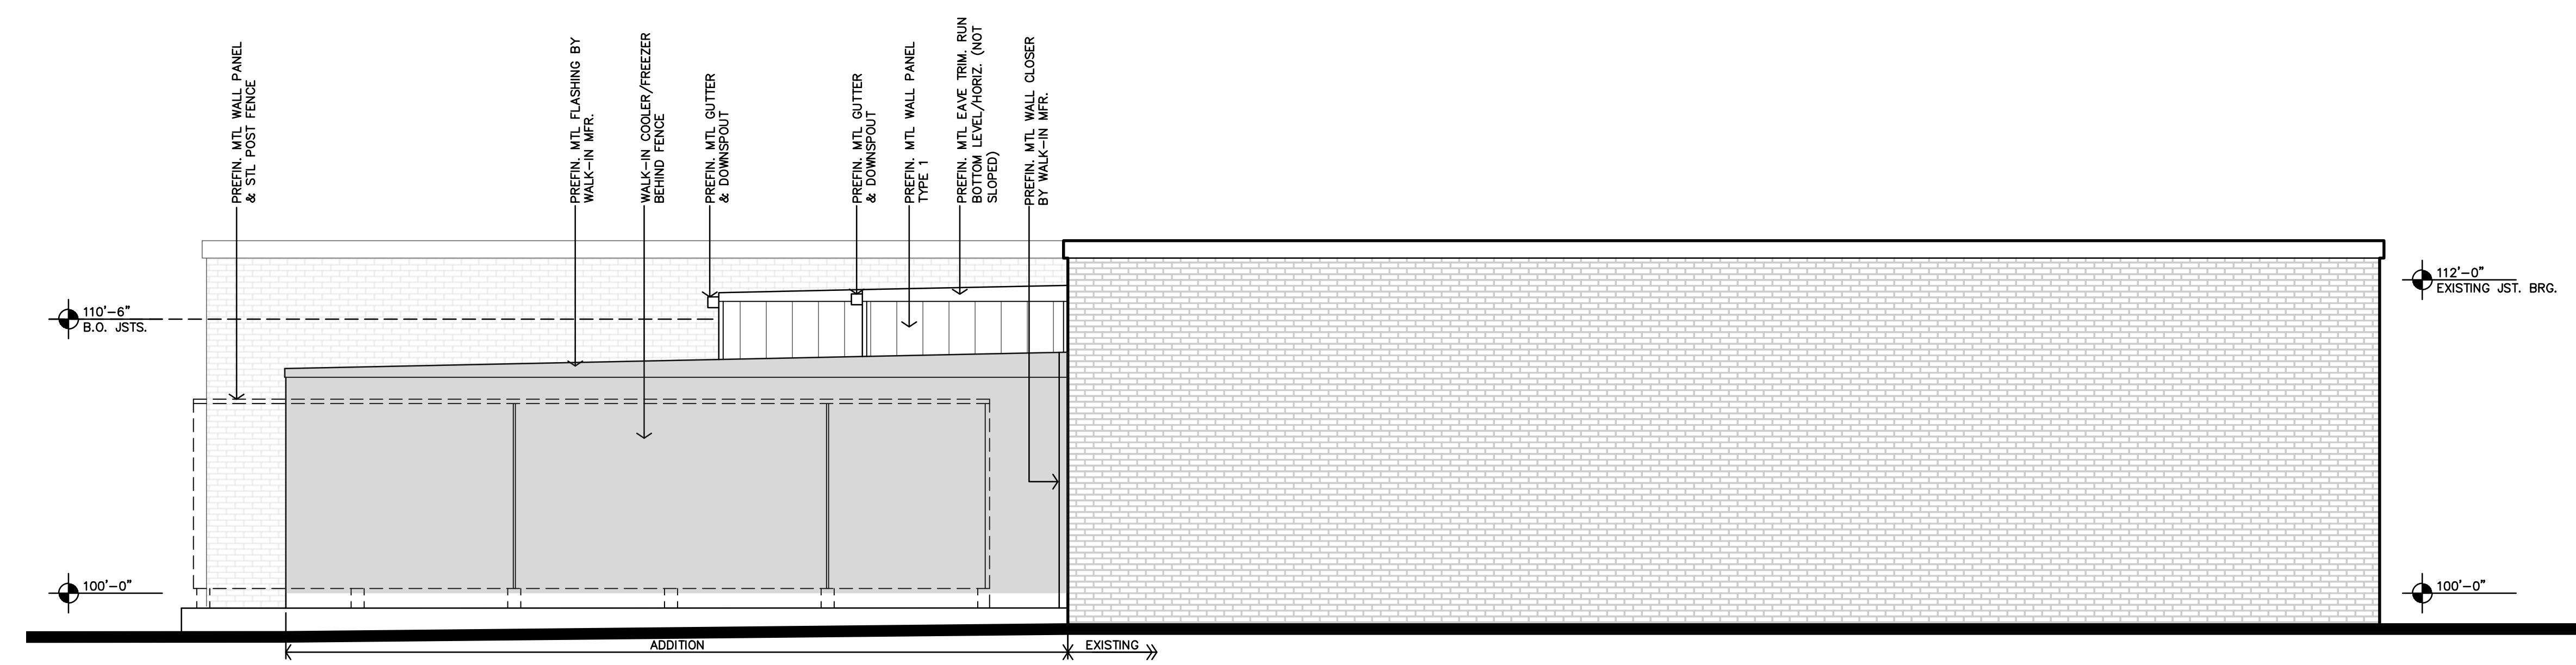 PREFIN. MTL WALL PANEL
& STL POST FENCE
PREFIN. MTL FLASHING BY
WALK-IN MFR.
WALK-IN COOLER/FREEZER
BEHIND FENCE
PREFIN. MTL GUTTER
& DOWNSPOUT
PREFIN. MTL GUTTER
& DOWNSPOUT
PREFIN. MTL WALL PANEL
TYPE 1
PREFIN. MTL EAVE TRIM. RUN
BOTTOM LEVEL/HORIZ. (NOT
SLOPED)
PREFIN. MTL WALL CLOSER
BY WALK-IN MFR.
112'-0"
EXISTING JST. BRG.
110'-6"
B.O. JSTS.
100'-0"
100'-0"
ADDITION
EXISTING